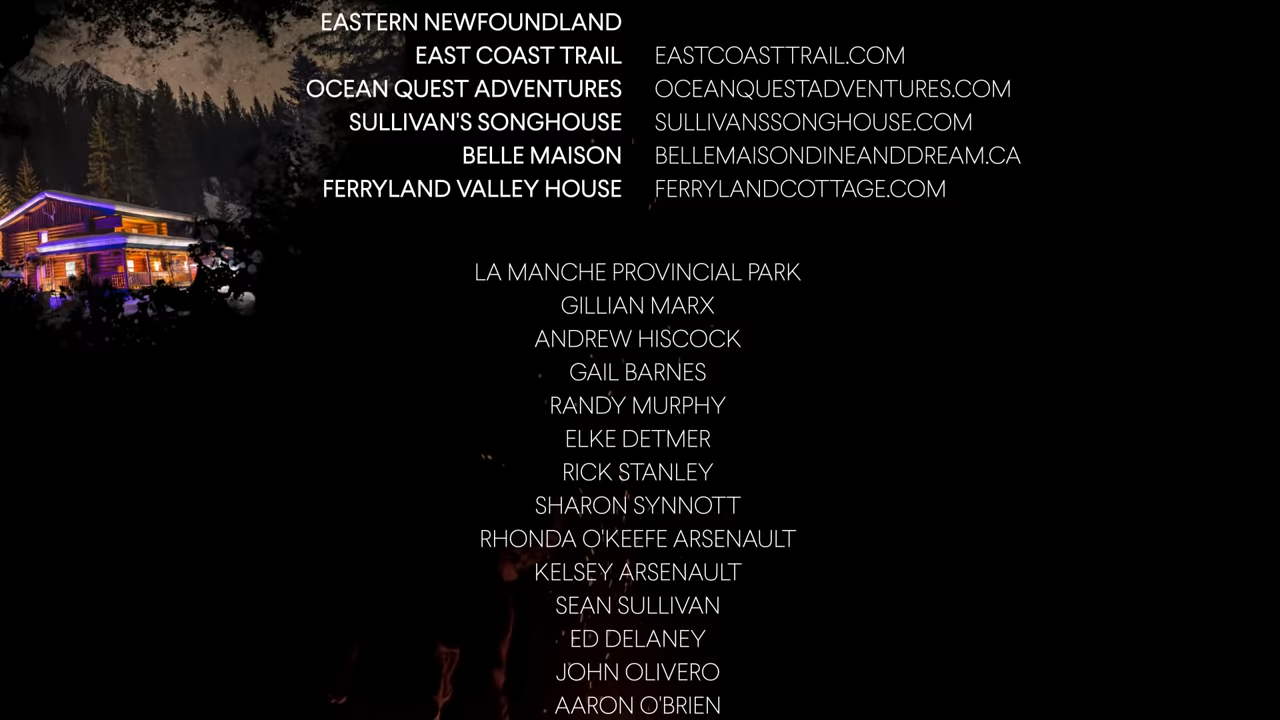 EASTERN NEWFOUNDLAND
EAST COAST TRAIL EASTCOASTTRAIL.COM
OCEAN QUEST ADVENTURES OCEANQUESTADVENTURES.COM
SULLIVAN'S SONGHOUSE SULLIVANSSONGHOUSE.COM
BELLE MAISON BELLEMAISONDINEANDDREAM.CA
FERRYLAND VALLEY HOUSE FERRYLANDCOTTAGE.COM
LA MANCHE PROVINCIAL PARK
GILLIAN MARX
ANDREW HISCOCK
GAIL BARNES
RANDY MURPHY
ELKE DETMER
RICK STANLEY
SHARON SYNNOTT
RHONDA O'KEEFE ARSENAULT
KELSEY ARSENAULT
SEAN SULLIVAN
ED DELANEY
JOHN OLIVERO
AARON O'BRIEN